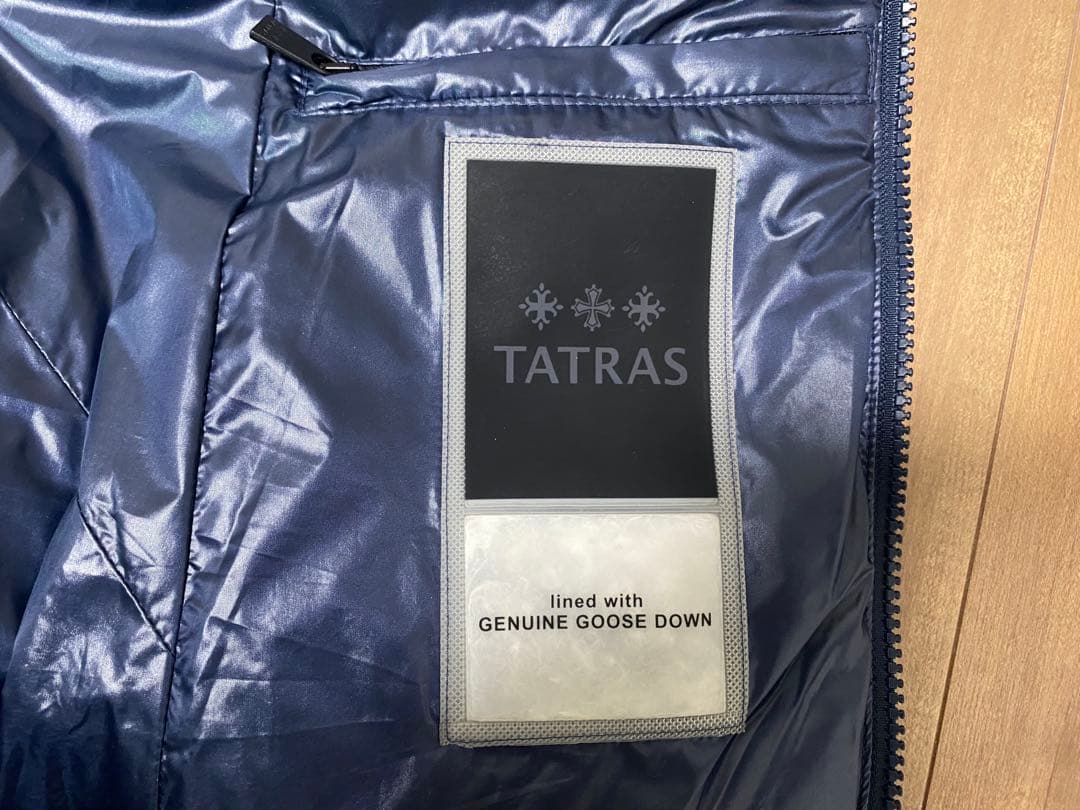 TATRAS
lined with
GENUINE GOOSE DOWN